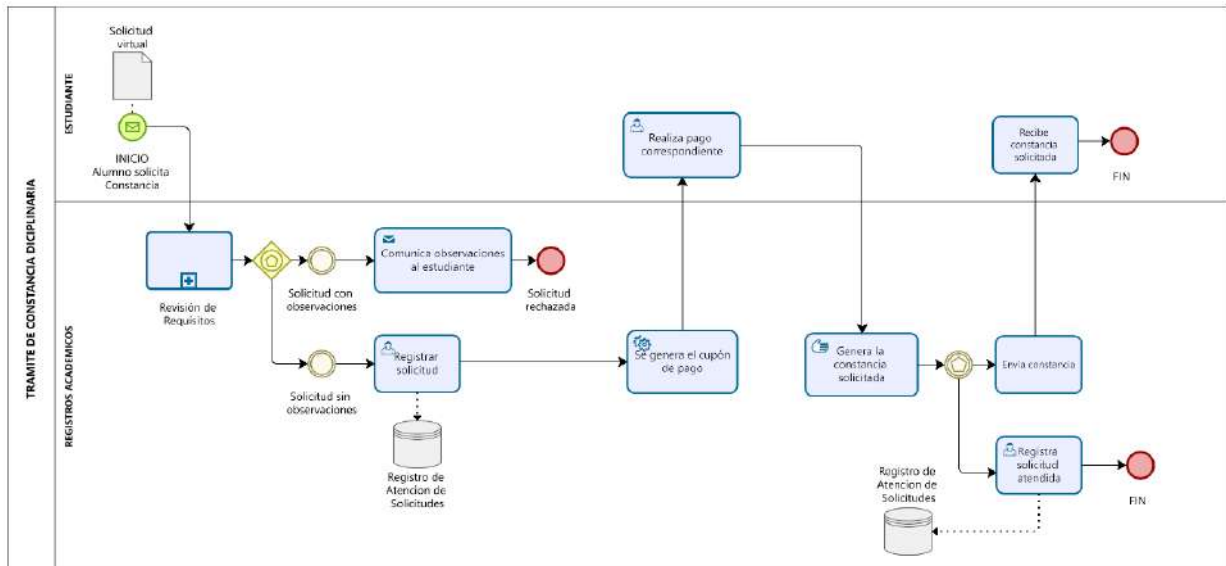 TRAMITE DE CONSTANCIA DICIPLINARIA
ESTUDIANTE
Solicitud
virtual
INICIO
Alumno solicita
Constancia
Realiza pago
correspondiente
Recibe
constancia
solicitada
FIN
REGISTROS ACADEMICOS
Revisión de
Requisitos
Solicitud con
observaciones
Comunica observaciones
al estudiante
Solicitud
rechazada
Solicitud sin
observaciones
Registrar
solicitud
Registro de
Atencion de
Solicitudes
Se genera el cupón
de pago
Genera la
constancia
solicitada
Envia constancia
Registra
solicitud
atendida
FIN
Registro de
Atencion de
Solicitudes